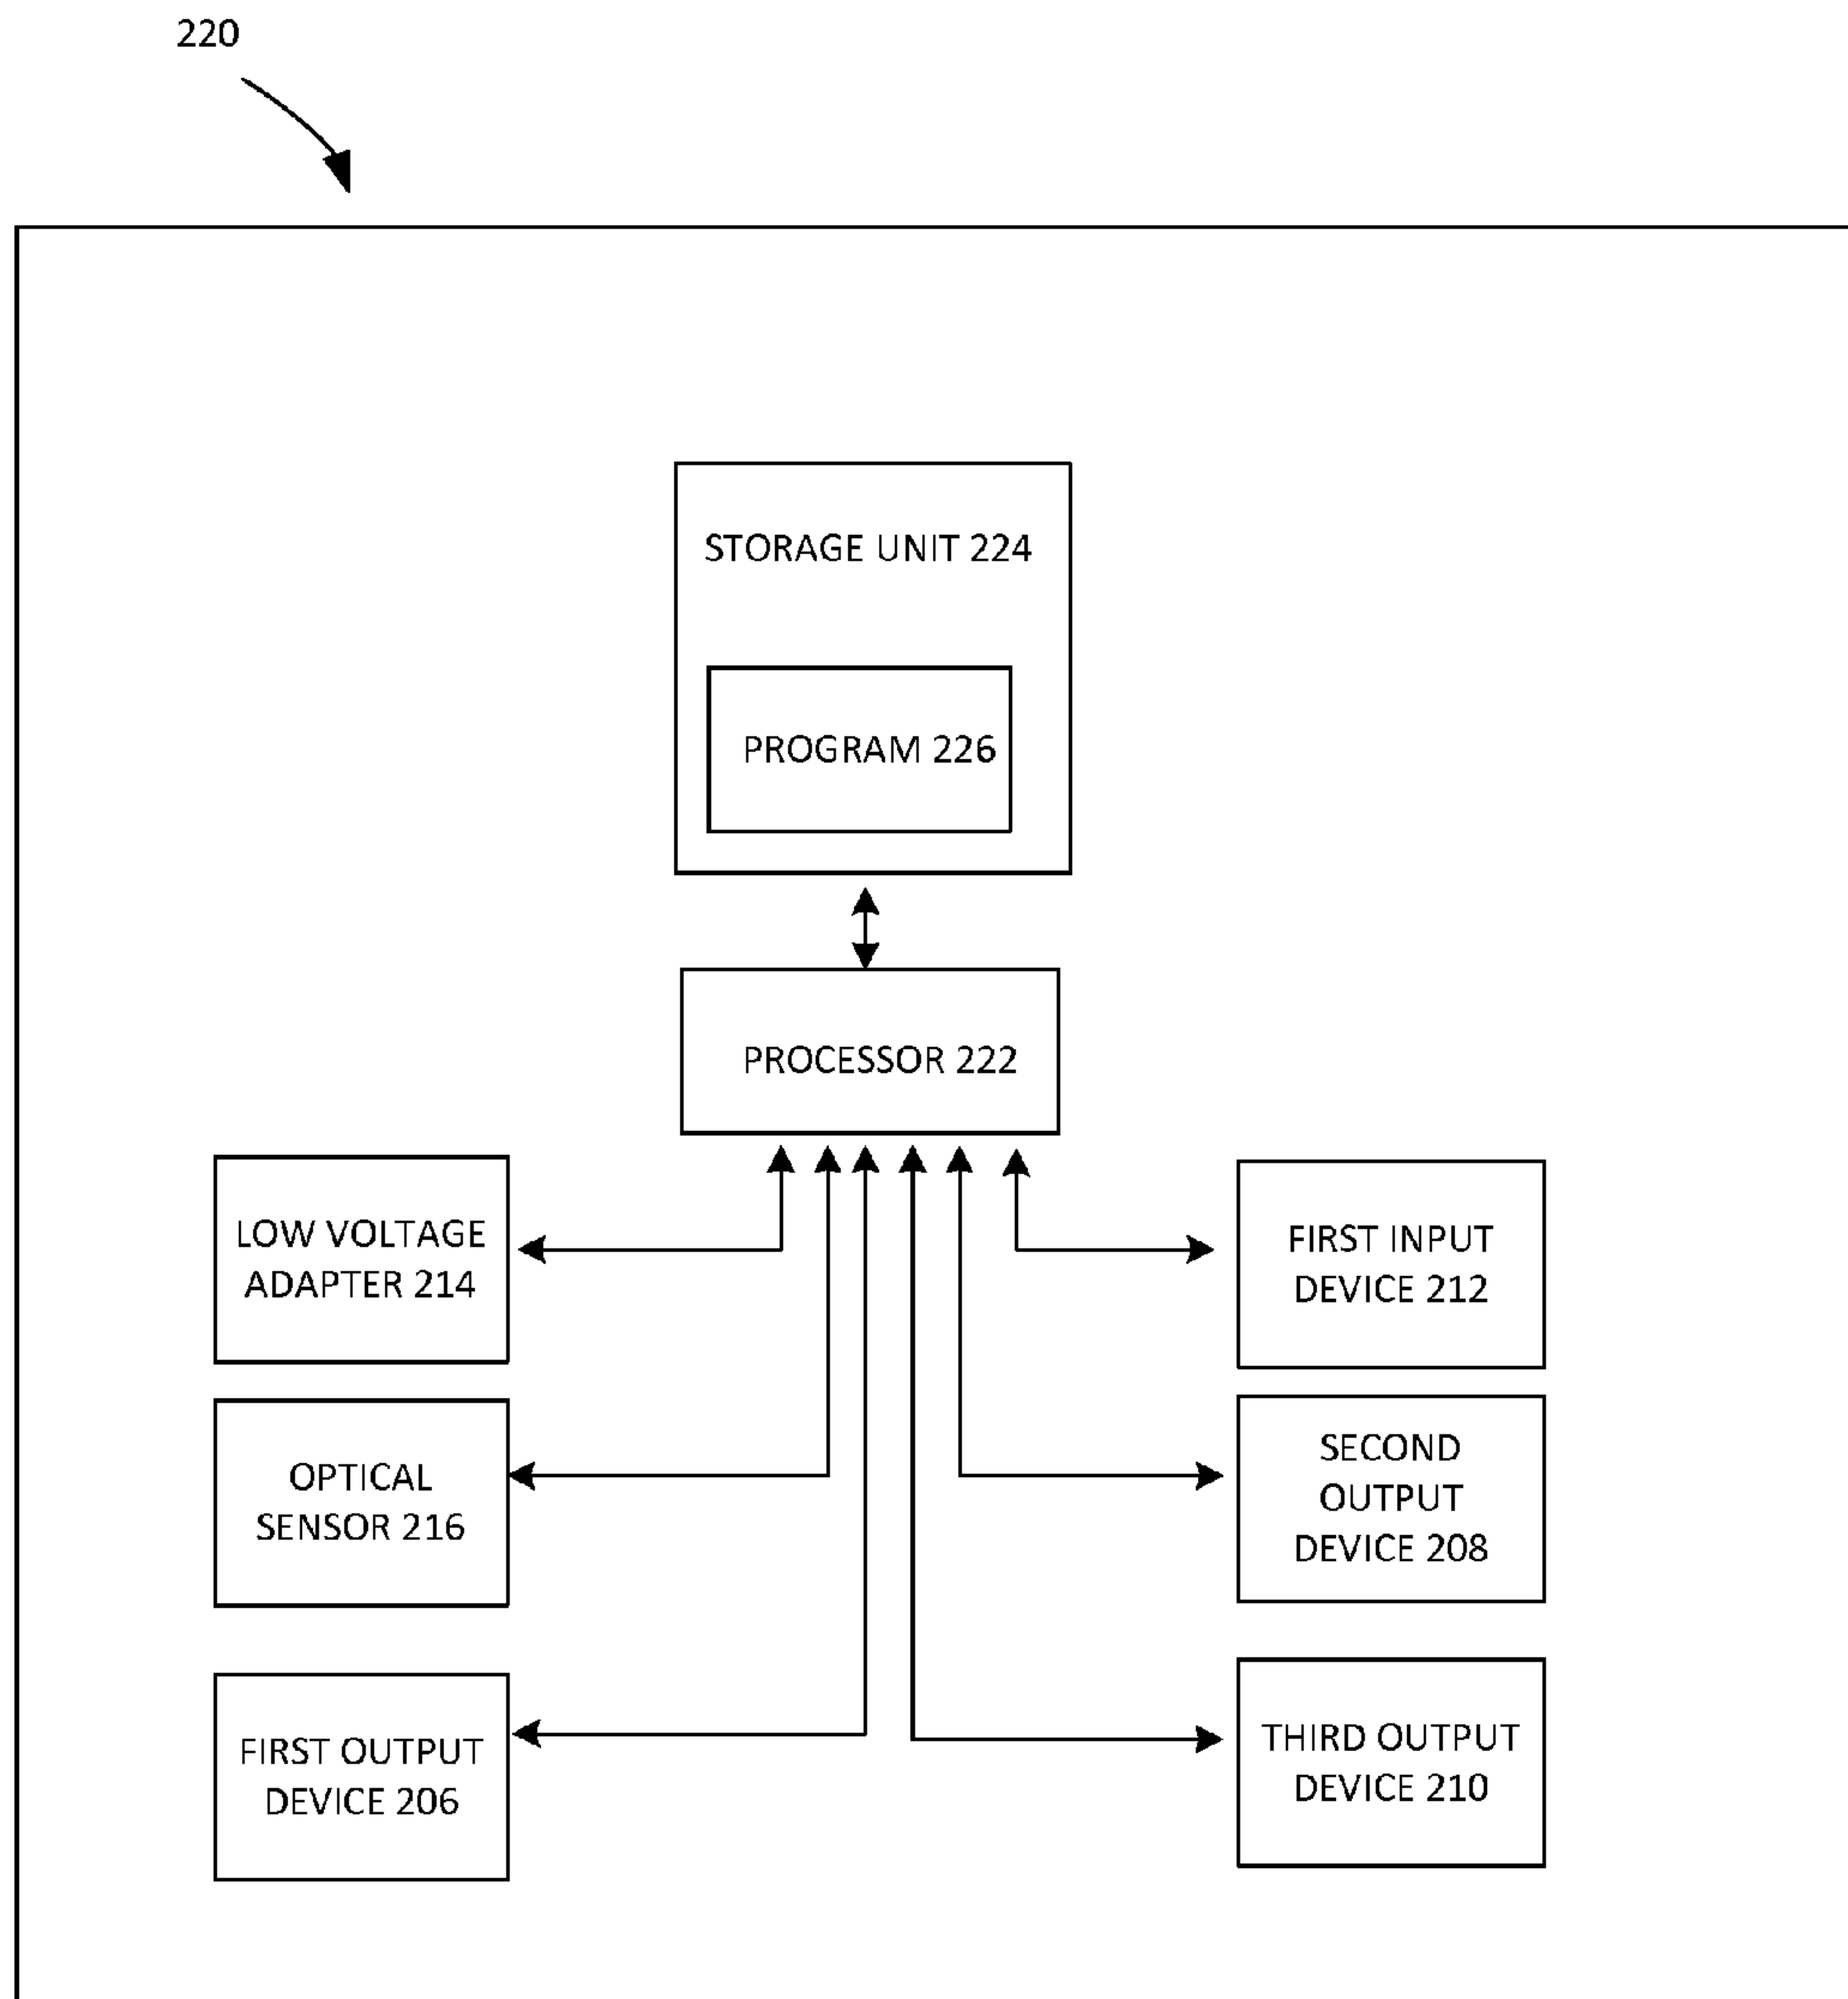 220
STORAGE UNIT 224
PROGRAM 226
PROCESSOR 222
LOW VOLTAGE
ADAPTER 214
FIRST INPUT
DEVICE 212
OPTICAL
SENSOR 216
SECOND
OUTPUT
DEVICE 208
FIRST OUTPUT
DEVICE 206
THIRD OUTPUT
DEVICE 210